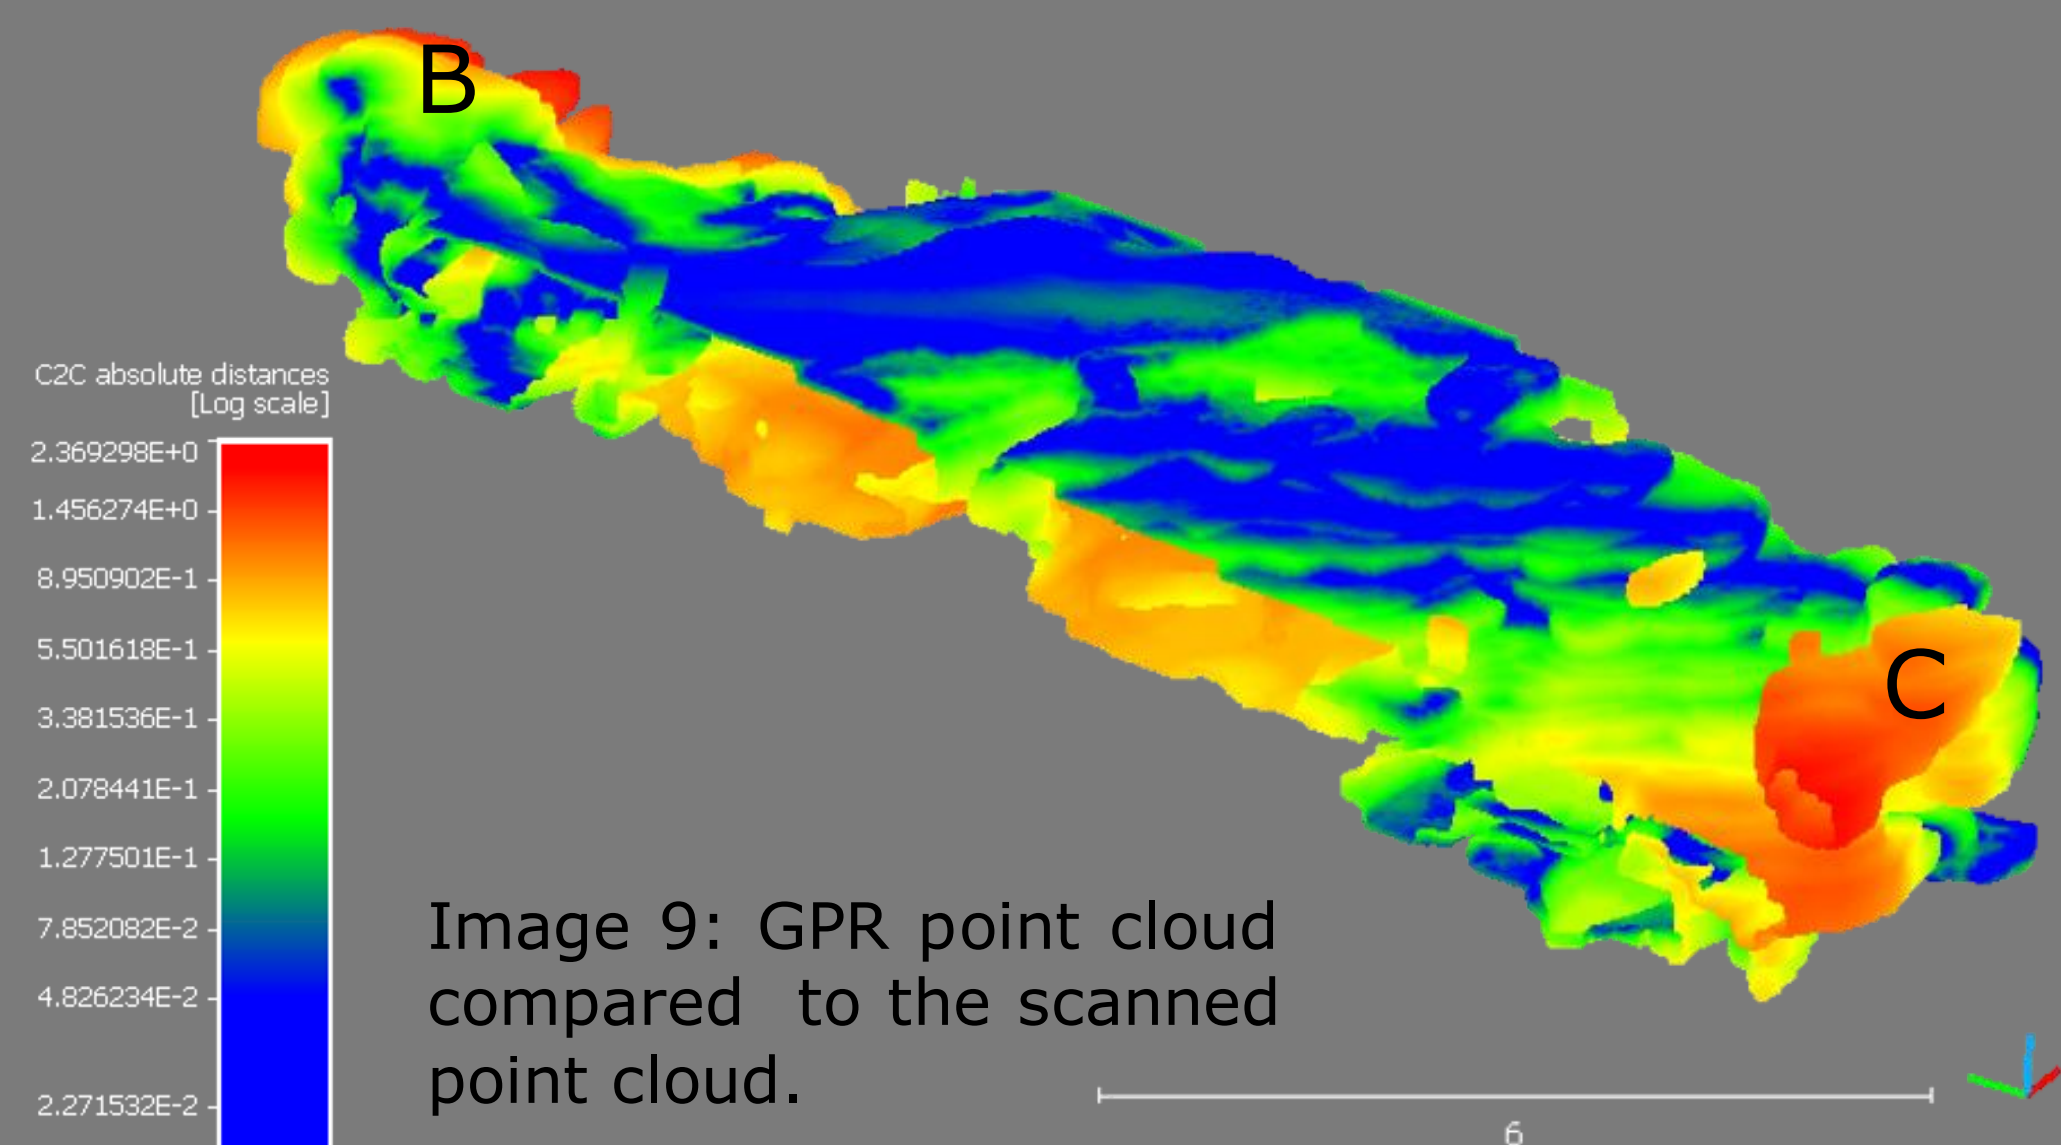 B
C2C absolute distances
[Log scale]
2.369298E+0
1.456274E+0
8.950902E-1
5.501618E-1
3.381536E-1
2.078441E-1
1.277501E-1
7.852082E-2
4.826234E-2
2.271532E-2
C
Image 9: GPR point cloud
compared to the scanned
point cloud.
6